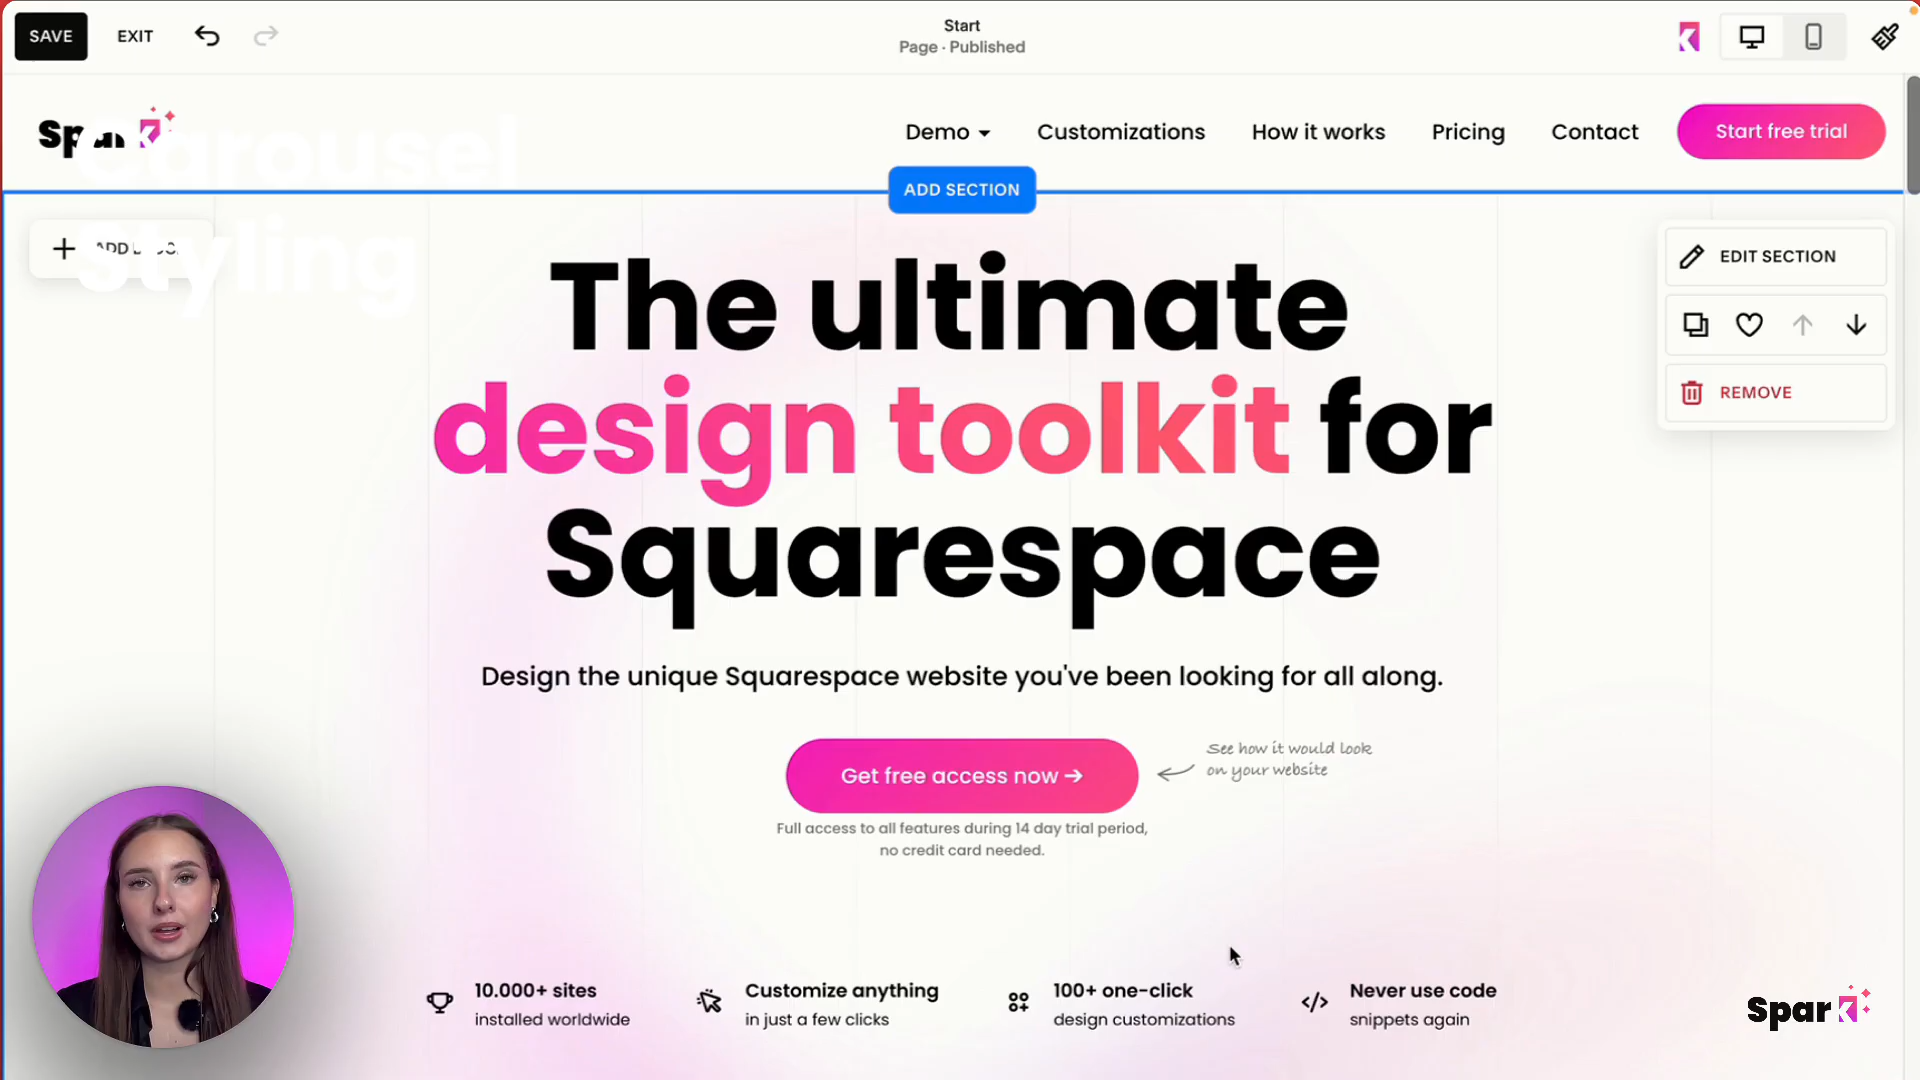 SAVE
EXIT
Start
Page · Published
Spark
Carousel
Styling
Demo
Customizations
How it works
Pricing
Contact
Start free trial
ADD SECTION
EDIT SECTION
REMOVE
The ultimate
design toolkit for
Squarespace
Design the unique Squarespace website you've been looking for all along.
Get free access now →
See how it would look
on your website
Full access to all features during 14 day trial period,
no credit card needed.
10.000+ sites
installed worldwide
Customize anything
in just a few clicks
100+ one-click
design customizations
Never use code
snippets again
Spark